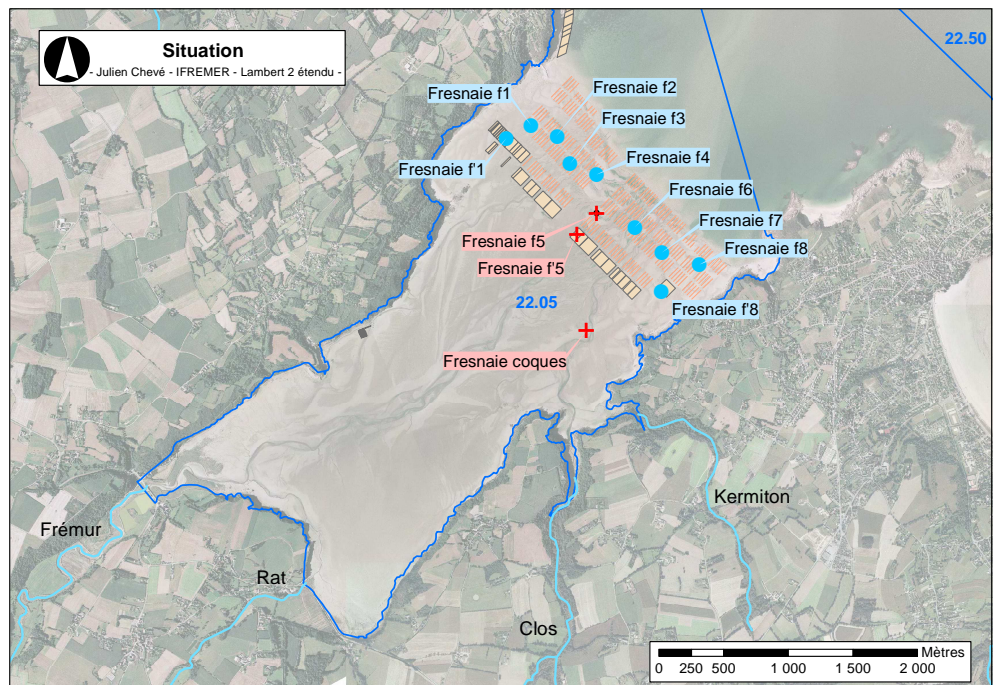 Situation
- Julien Chevé - IFREMER - Lambert 2 étendu -
22.50
Fresnaie f1
Fresnaie f2
Fresnaie f3
Fresnaie f'1
Fresnaie f4
Fresnaie f6
Fresnaie f7
Fresnaie f5
Fresnaie f8
Fresnaie f'5
22.05
Fresnaie f'8
Fresnaie coques
Kermiton
Frémur
Rat
Clos
Mètres
0 250 500 1 000 1 500 2 000